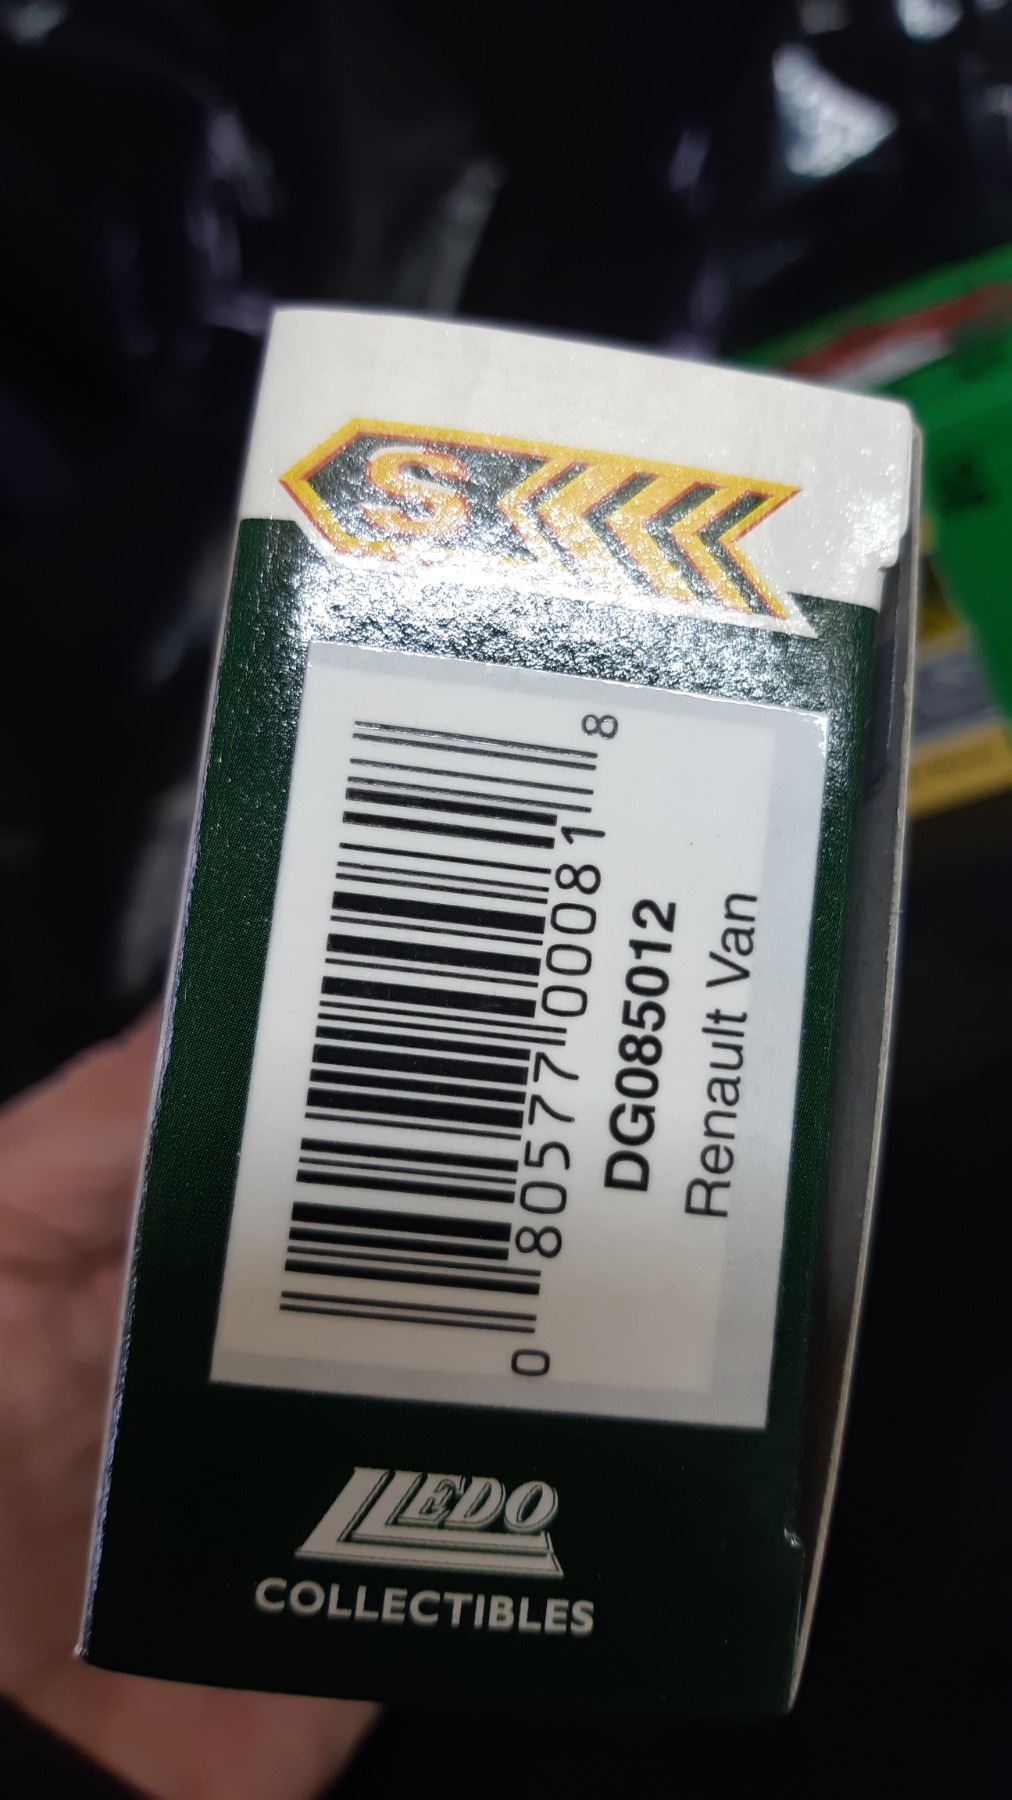 S
0 80577 00081 8
DG085012
Renault Van
LLEDO
COLLECTIBLES